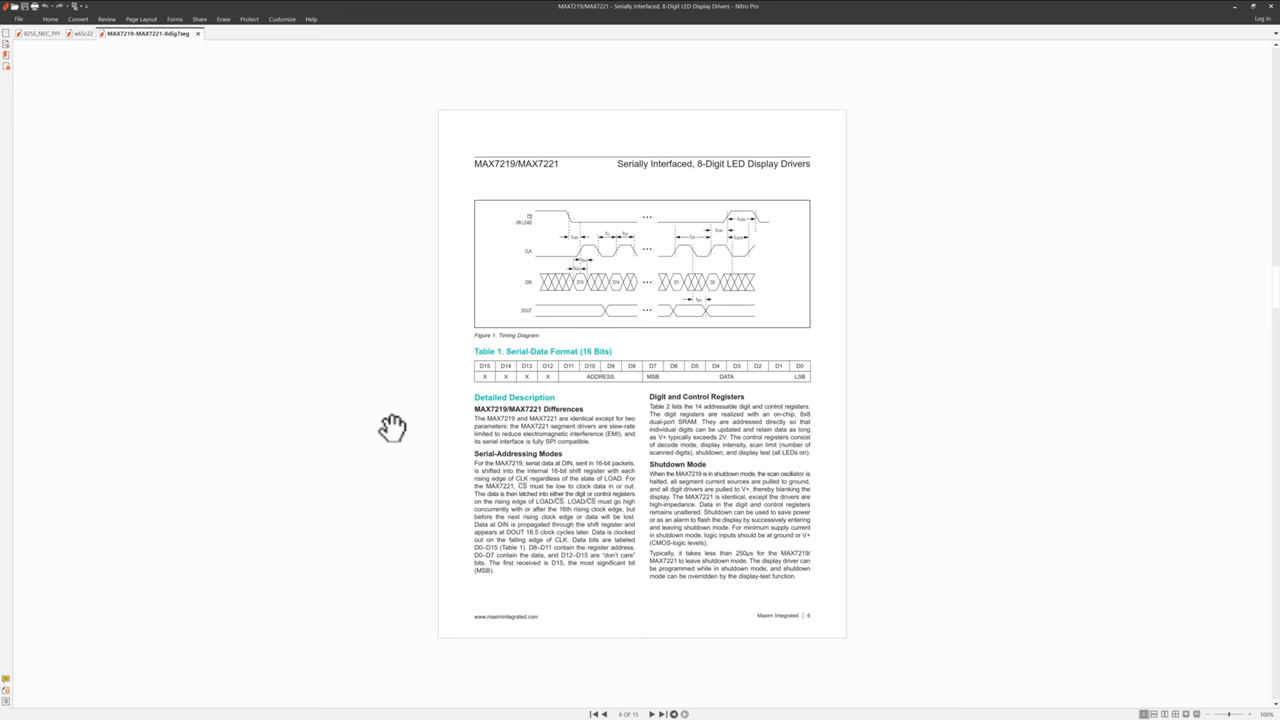 MAX7219/MAX7221 - Serially Interfaced, 8-Digit LED Display Drivers - Nitro Pro
File Home Convert Review Page Layout Forms Share Erase Protect Customize Help
Log In
8255_NEC_PPI w65c22 MAX7219-MAX7221-8dig7seg
MAX7219/MAX7221 Serially Interfaced, 8-Digit LED Display Drivers
CS
OR LOAD
CLK
DIN D15 D14 D1 D0
DOUT
Figure 1. Timing Diagram
Table 1. Serial-Data Format (16 Bits)
D15 D14 D13 D12 D11 D10 D9 D8 D7 D6 D5 D4 D3 D2 D1 D0
X X X X ADDRESS MSB DATA LSB
Detailed Description
MAX7219/MAX7221 Differences
The MAX7219 and MAX7221 are identical except for two
parameters: the MAX7221 segment drivers are slew-rate
limited to reduce electromagnetic interference (EMI), and
its serial interface is fully SPI compatible.
Serial-Addressing Modes
For the MAX7219, serial data at DIN, sent in 16-bit packets,
is shifted into the internal 16-bit shift register with each
rising edge of CLK regardless of the state of LOAD. For
the MAX7221, CS must be low to clock data in or out.
The data is then latched into either the digit or control registers
on the rising edge of LOAD/CS. LOAD/CS must go high
concurrently with or after the 16th rising clock edge, but
before the next rising clock edge or data will be lost.
Data at DIN is propagated through the shift register and
appears at DOUT 16.5 clock cycles later. Data is clocked
out on the falling edge of CLK. Data bits are labeled
D0–D15 (Table 1). D8–D11 contain the register address.
D0–D7 contain the data, and D12–D15 are “don’t care”
bits. The first received is D15, the most significant bit
(MSB).
Digit and Control Registers
Table 2 lists the 14 addressable digit and control registers.
The digit registers are realized with an on-chip, 8x8
dual-port SRAM. They are addressed directly so that
individual digits can be updated and retain data as long
as V+ typically exceeds 2V. The control registers consist
of decode mode, display intensity, scan limit (number of
scanned digits), shutdown, and display test (all LEDs on).
Shutdown Mode
When the MAX7219 is in shutdown mode, the scan oscillator is
halted, all segment current sources are pulled to ground,
and all digit drivers are pulled to V+, thereby blanking the
display. The MAX7221 is identical, except the drivers are
high-impedance. Data in the digit and control registers
remains unaltered. Shutdown can be used to save power
or as an alarm to flash the display by successively entering
and leaving shutdown mode. For minimum supply current
in shutdown mode, logic inputs should be at ground or V+
(CMOS-logic levels).
Typically, it takes less than 250µs for the MAX7219/
MAX7221 to leave shutdown mode. The display driver can
be programmed while in shutdown mode, and shutdown
mode can be overridden by the display-test function.
www.maximintegrated.com Maxim Integrated | 6
6 OF 15
100%